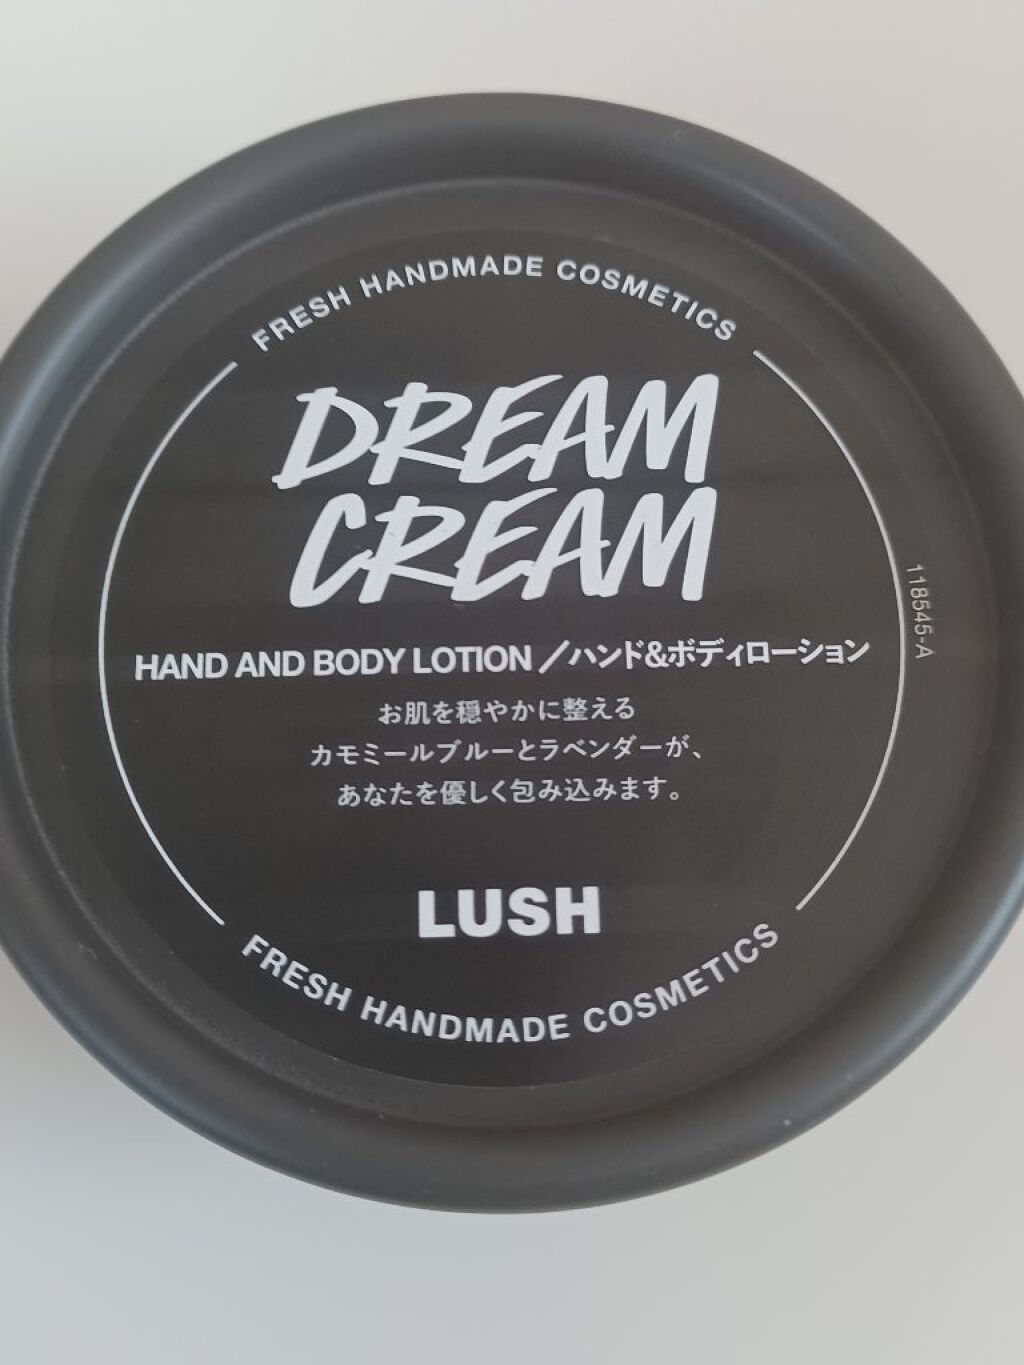 FRESH HANDMADE COSMETICS
DREAM
CREAM
HAND AND BODY LOTION／ハンド&ボディローション
お肌を穏やかに整える
カモミールブルーとラベンダーが、
あなたを優しく包み込みます。
LUSH
FRESH HANDMADE COSMETICS
118545-A